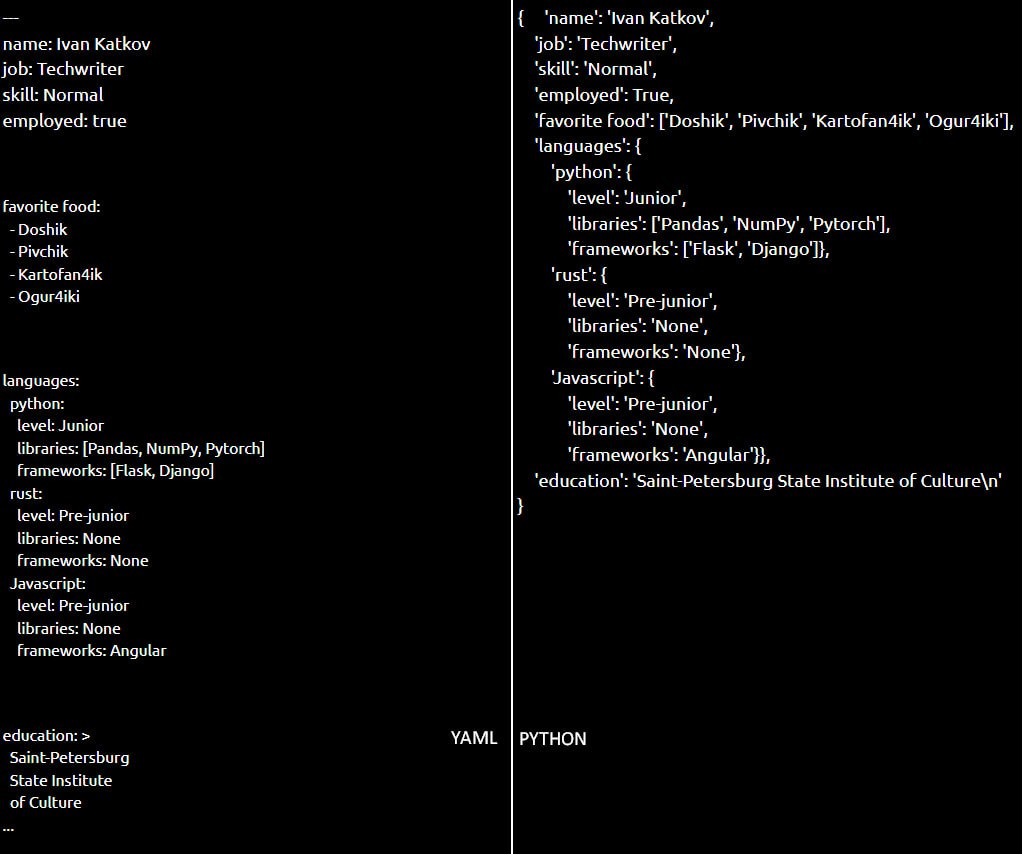 ---
name: Ivan Katkov
job: Techwriter
skill: Normal
employed: true
favorite food:
  - Doshik
  - Pivchik
  - Kartofan4ik
  - Ogur4iki
languages:
  python:
    level: Junior
    libraries: [Pandas, NumPy, Pytorch]
    frameworks: [Flask, Django]
  rust:
    level: Pre-junior
    libraries: None
    frameworks: None
  Javascript:
    level: Pre-junior
    libraries: None
    frameworks: Angular
education: >
  Saint-Petersburg
  State Institute
  of Culture
...
YAML
{    'name': 'Ivan Katkov',
    'job': 'Techwriter',
    'skill': 'Normal',
    'employed': True,
    'favorite food': ['Doshik', 'Pivchik', 'Kartofan4ik', 'Ogur4iki'],
    'languages': {
        'python': {
            'level': 'Junior',
            'libraries': ['Pandas', 'NumPy', 'Pytorch'],
            'frameworks': ['Flask', 'Django']},
        'rust': {
            'level': 'Pre-junior',
            'libraries': 'None',
            'frameworks': 'None'},
        'Javascript': {
            'level': 'Pre-junior',
            'libraries': 'None',
            'frameworks': 'Angular'}},
    'education': 'Saint-Petersburg State Institute of Culture\n'
}
PYTHON